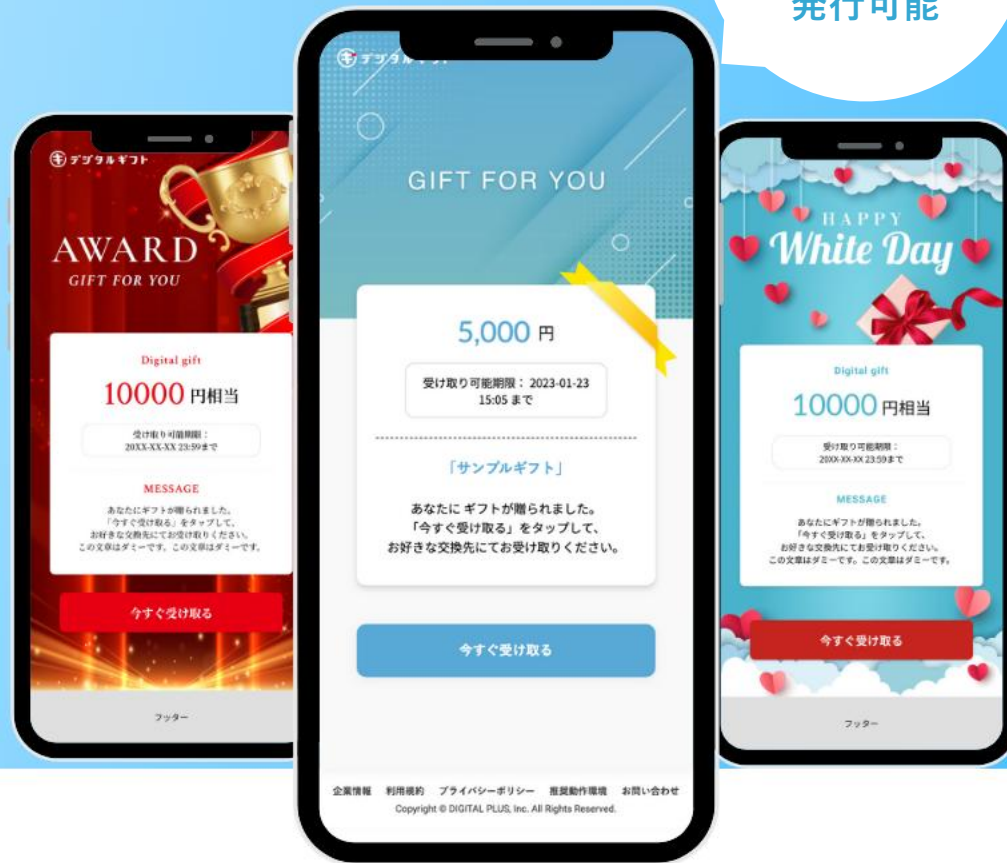 発行可能
デジタルギフト
AWARD
GIFT FOR YOU
Digital gift
10000 円相当
受け取り可能期限：
20XX-XX-XX 23:59まで
MESSAGE
あなたにギフトが贈られました。
「今すぐ受け取る」をタップして、
お好きな交換先にてお受け取りください。
この文章はダミーです。この文章はダミーです。
今すぐ受け取る
フッター
GIFT FOR YOU
5,000 円
受け取り可能期限： 2023-01-23
15:05 まで
「サンプルギフト」
あなたに ギフトが贈られました。
「今すぐ受け取る」をタップして、
お好きな交換先にてお受け取りください。
今すぐ受け取る
企業情報 利用規約 プライバシーポリシー 推奨動作環境 お問い合わせ
Copyright © DIGITAL PLUS, Inc. All Rights Reserved.
HAPPY
White Day
Digital gift
10000 円相当
受け取り可能期限：
20XX-XX-XX 23:59まで
MESSAGE
あなたにギフトが贈られました。
「今すぐ受け取る」をタップして、
お好きな交換先にてお受け取りください。
この文章はダミーです。この文章はダミーです。
今すぐ受け取る
フッター